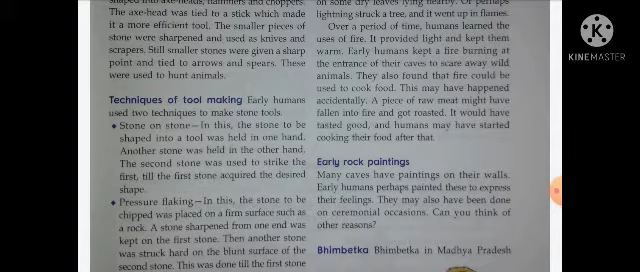 shaped into axe-heads, hammers and choppers.
The axe-head was tied to a stick which made
it a more efficient tool. The smaller pieces of
stone were sharpened and used as knives and
scrapers. Still smaller stones were given a sharp
point and tied to arrows and spears. These
were used to hunt animals.
Techniques of tool making Early humans
used two techniques to make stone tools.
◆ Stone on stone—In this, the stone to be
shaped into a tool was held in one hand.
Another stone was held in the other hand.
The second stone was used to strike the
first, till the first stone acquired the desired
shape.
◆ Pressure flaking—In this, the stone to be
chipped was placed on a firm surface such as
a rock. A stone sharpened from one end was
kept on the first stone. Then another stone
was struck hard on the blunt surface of the
second stone. This was done till the first stone
on some dry leaves lying nearby. Or perhaps
lightning struck a tree, and it went up in flames.
Over a period of time, humans learned the
uses of fire. It provided light and kept them
warm. Early humans kept a fire burning at
the entrance of their caves to scare away wild
animals. They also found that fire could be
used to cook food. This may have happened
accidentally. A piece of raw meat might have
fallen into fire and got roasted. It would have
tasted good, and humans may have started
cooking their food after that.
Early rock paintings
Many caves have paintings on their walls.
Early humans perhaps painted these to express
their feelings. They may also have been done
on ceremonial occasions. Can you think of
other reasons?
Bhimbetka Bhimbetka in Madhya Pradesh
KINEMASTER